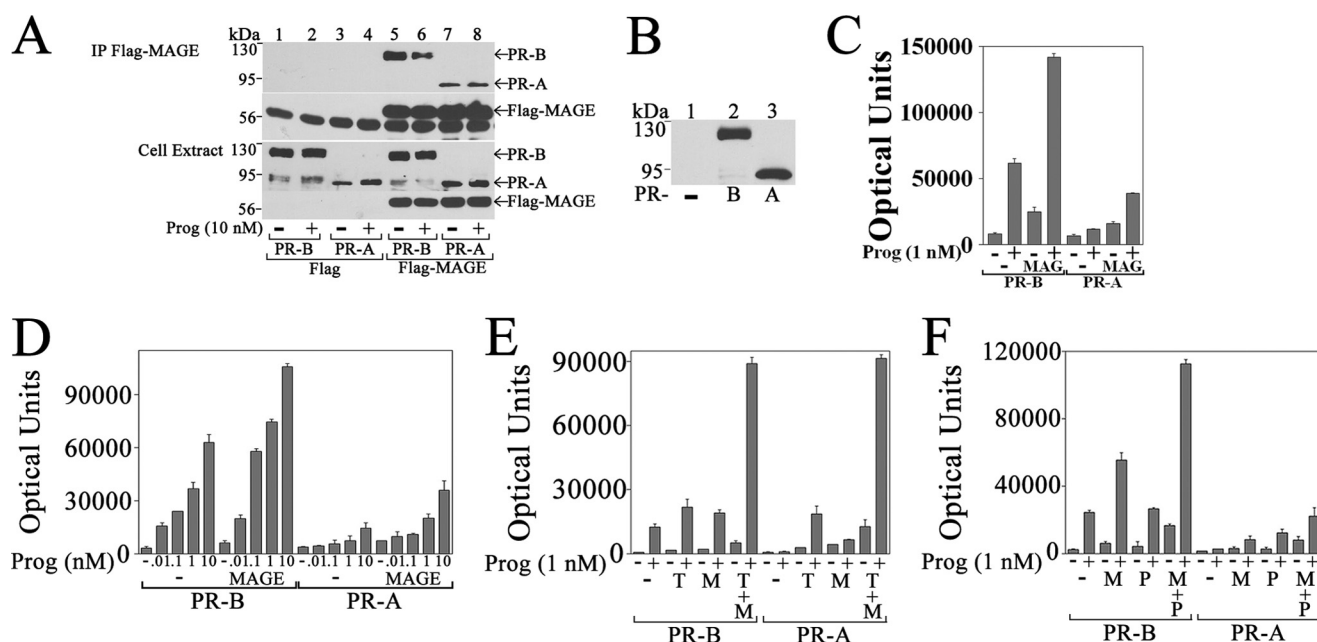 A
kDa 1 2 3 4 5 6 7 8
IP Flag-MAGE
130
←PR-B
95
←PR-A
56
←Flag-MAGE
Cell Extract
130
←PR-B
95
←PR-A
←Flag-MAGE
56
Prog (10 nM) - + - + - + - +
PR-B PR-A PR-B PR-A
Flag Flag-MAGE
B
kDa 1 2 3
130
95
PR- - B A
C
Optical Units
150000
100000
50000
0
Prog (1 nM) - + - + - + - +
- MAG - MAG
PR-B PR-A
D
Optical Units
90000
60000
30000
0
Prog (nM) - .01 .1 1 10 - .01 .1 1 10 - .01 .1 1 10 - .01 .1 1 10
- MAGE - MAGE
PR-B PR-A
E
Optical Units
90000
60000
30000
0
Prog (1 nM) - + - + - + - + - + - + - + - +
- T M T - T M T
+ +
M M
PR-B PR-A
F
Optical Units
120000
80000
40000
0
Prog (1 nM) - + - + - + - + - + - + - + - +
- M P M - M P M
+ +
P P
PR-B PR-A